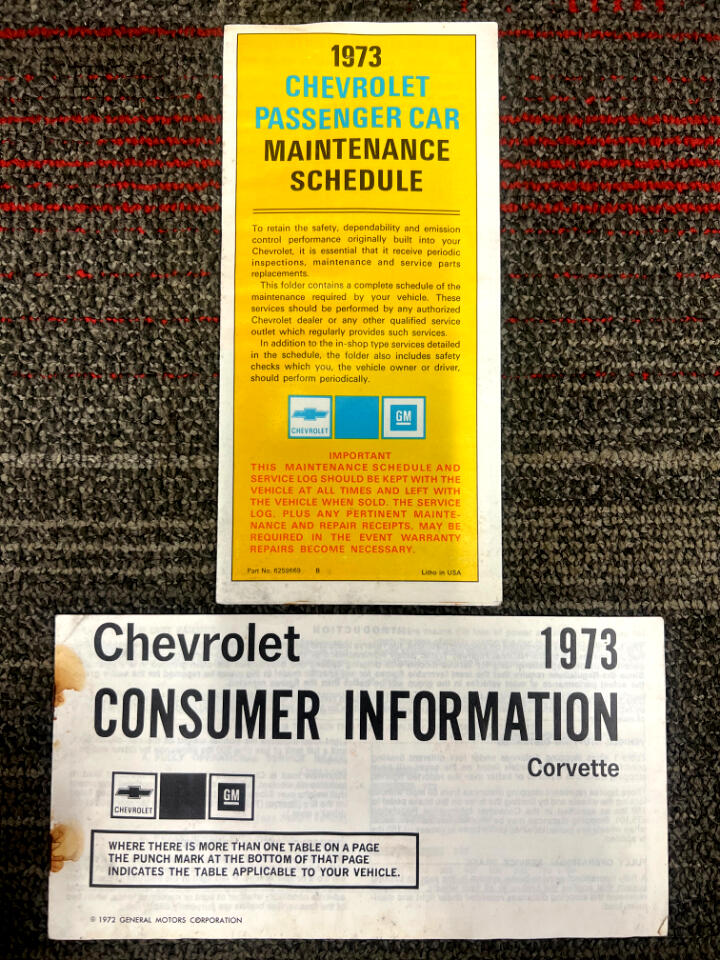 1973
CHEVROLET
PASSENGER CAR
MAINTENANCE
SCHEDULE
To retain the safety, dependability and emission
control performance originally built into your
Chevrolet, it is essential that it receive periodic
inspections, maintenance and service parts
replacements.
This folder contains a complete schedule of the
maintenance required by your vehicle. These
services should be performed by any authorized
Chevrolet dealer or any other qualified service
outlet which regularly provides such services.
In addition to the in-shop type services detailed
in the schedule, the folder also includes safety
checks which you, the vehicle owner or driver,
should perform periodically.
CHEVROLET GM
IMPORTANT
THIS MAINTENANCE SCHEDULE AND
SERVICE LOG SHOULD BE KEPT WITH THE
VEHICLE AT ALL TIMES AND LEFT WITH
THE VEHICLE WHEN SOLD. THE SERVICE
LOG, PLUS ANY PERTINENT MAINTE-
NANCE AND REPAIR RECEIPTS, MAY BE
REQUIRED IN THE EVENT WARRANTY
REPAIRS BECOME NECESSARY.
Part No. 6259669 B Litho in USA
Chevrolet 1973
CONSUMER INFORMATION
Corvette
CHEVROLET GM
WHERE THERE IS MORE THAN ONE TABLE ON A PAGE
THE PUNCH MARK AT THE BOTTOM OF THAT PAGE
INDICATES THE TABLE APPLICABLE TO YOUR VEHICLE.
© 1972 GENERAL MOTORS CORPORATION